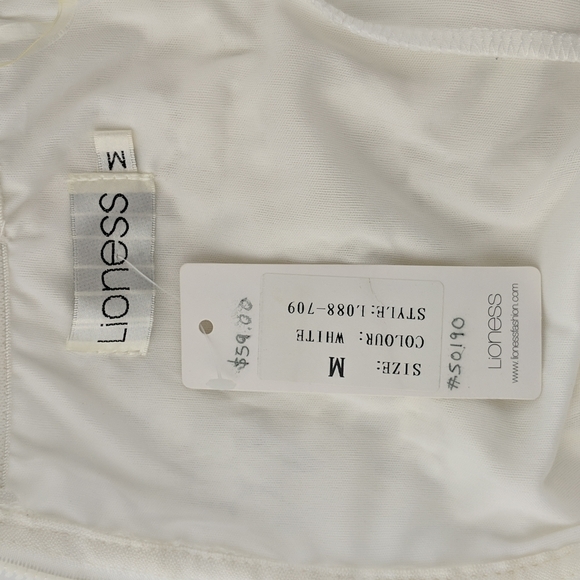 M
Lioness
$59.00
SIZE: M
COLOUR: WHITE
STYLE: L088-709
#50190
LIONESS
www.lionessfashion.com